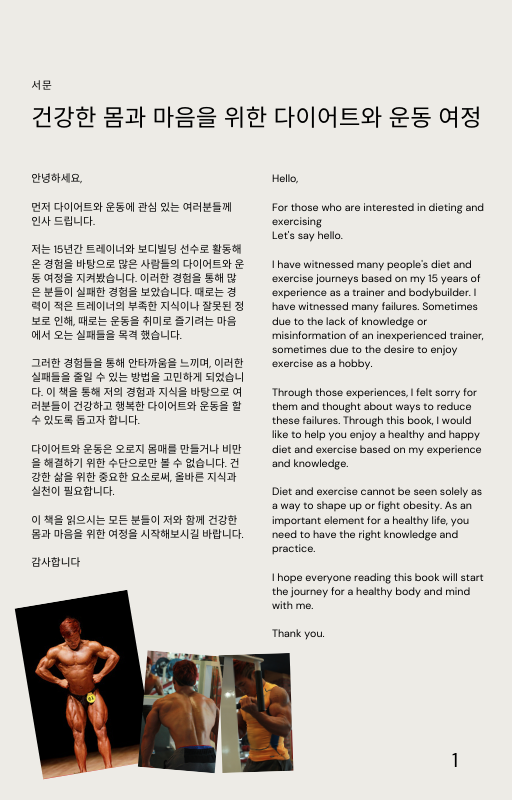 서문
건강한 몸과 마음을 위한 다이어트와 운동 여정
안녕하세요,
먼저 다이어트와 운동에 관심 있는 여러분들께
인사 드립니다.
저는 15년간 트레이너와 보디빌딩 선수로 활동해
온 경험을 바탕으로 많은 사람들의 다이어트와 운
동 여정을 지켜봤습니다. 이러한 경험을 통해 많
은 분들이 실패한 경험을 보았습니다. 때로는 경
력이 적은 트레이너의 부족한 지식이나 잘못된 정
보로 인해, 때로는 운동을 취미로 즐기려는 마음
에서 오는 실패들을 목격 했습니다.
그러한 경험들을 통해 안타까움을 느끼며, 이러한
실패들을 줄일 수 있는 방법을 고민하게 되었습니
다. 이 책을 통해 저의 경험과 지식을 바탕으로 여
러분들이 건강하고 행복한 다이어트와 운동을 할
수 있도록 돕고자 합니다.
다이어트와 운동은 오로지 몸매를 만들거나 비만
을 해결하기 위한 수단으로만 볼 수 없습니다. 건
강한 삶을 위한 중요한 요소로써, 올바른 지식과
실천이 필요합니다.
이 책을 읽으시는 모든 분들이 저와 함께 건강한
몸과 마음을 위한 여정을 시작해보시길 바랍니다.
감사합니다
Hello,
For those who are interested in dieting and
exercising
Let's say hello.
I have witnessed many people's diet and
exercise journeys based on my 15 years of
experience as a trainer and bodybuilder. I
have witnessed many failures. Sometimes
due to the lack of knowledge or
misinformation of an inexperienced trainer,
sometimes due to the desire to enjoy
exercise as a hobby.
Through those experiences, I felt sorry for
them and thought about ways to reduce
these failures. Through this book, I would
like to help you enjoy a healthy and happy
diet and exercise based on my experience
and knowledge.
Diet and exercise cannot be seen solely as
a way to shape up or fight obesity. As an
important element for a healthy life, you
need to have the right knowledge and
practice.
I hope everyone reading this book will start
the journey for a healthy body and mind
with me.
Thank you.
1